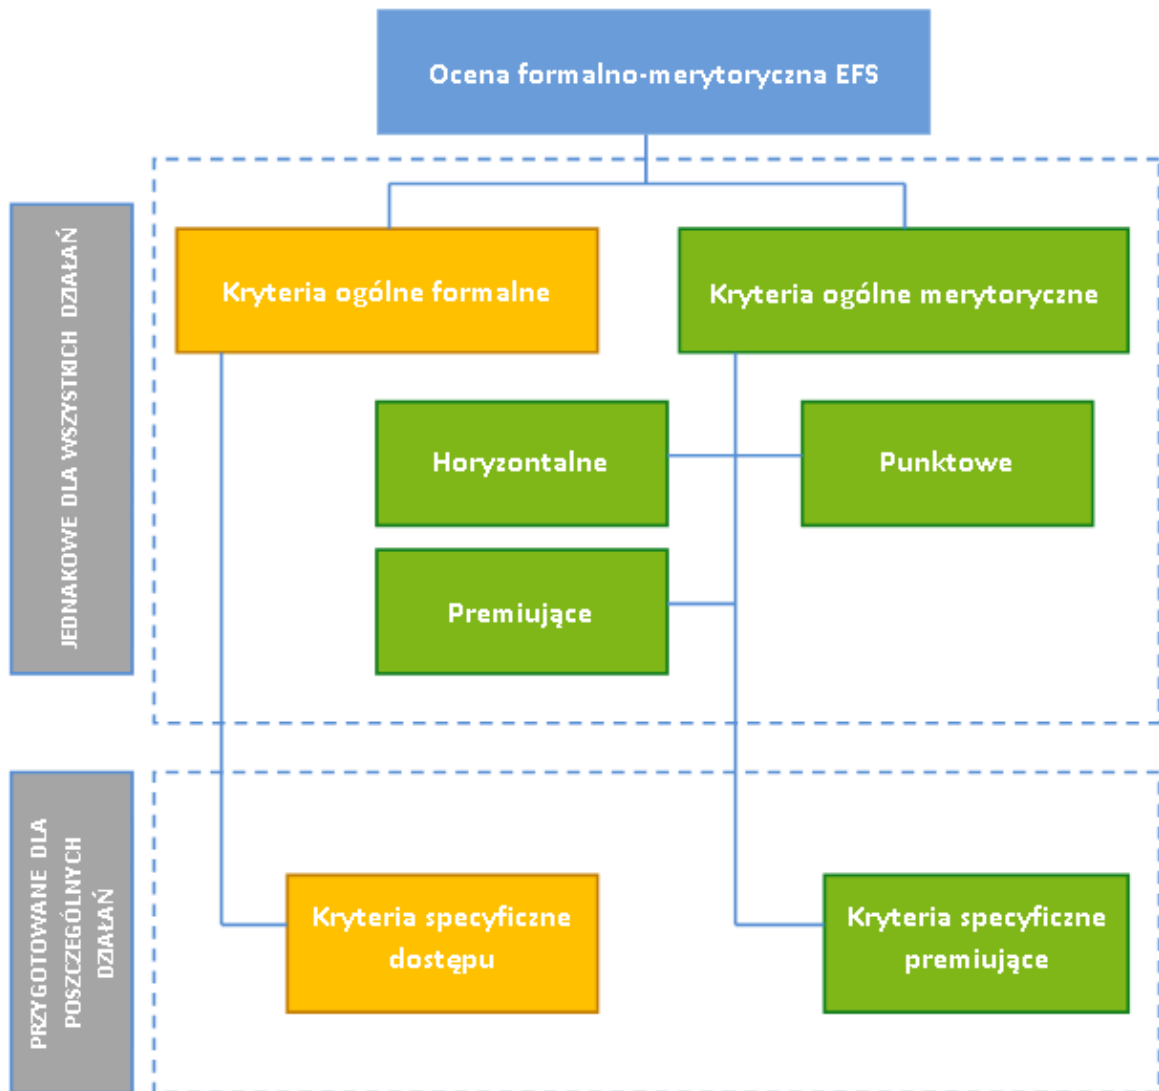 Ocena formalno-merytoryczna EFS
JEDNAKOWE DLA WSZYSTKICH DZIAŁAŃ
Kryteria ogólne formalne
Kryteria ogólne merytoryczne
Horyzontalne
Punktowe
Premiujące
PRZYGOTOWANE DLA
POSZCZEGÓLNYCH
DZIAŁAŃ
Kryteria specyficzne
dostępu
Kryteria specyficzne
premiujące